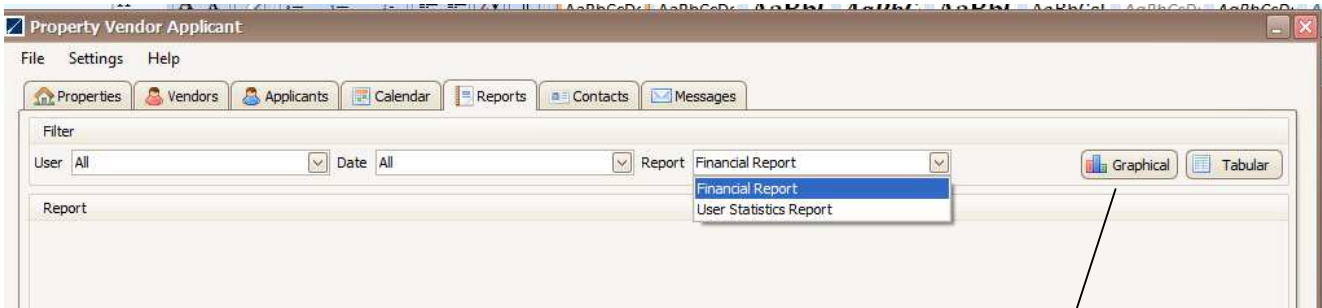 Property Vendor Applicant
File Settings Help
Properties Vendors Applicants Calendar Reports Contacts Messages
Filter
User All Date All Report Financial Report Graphical Tabular
Financial Report
User Statistics Report
Report